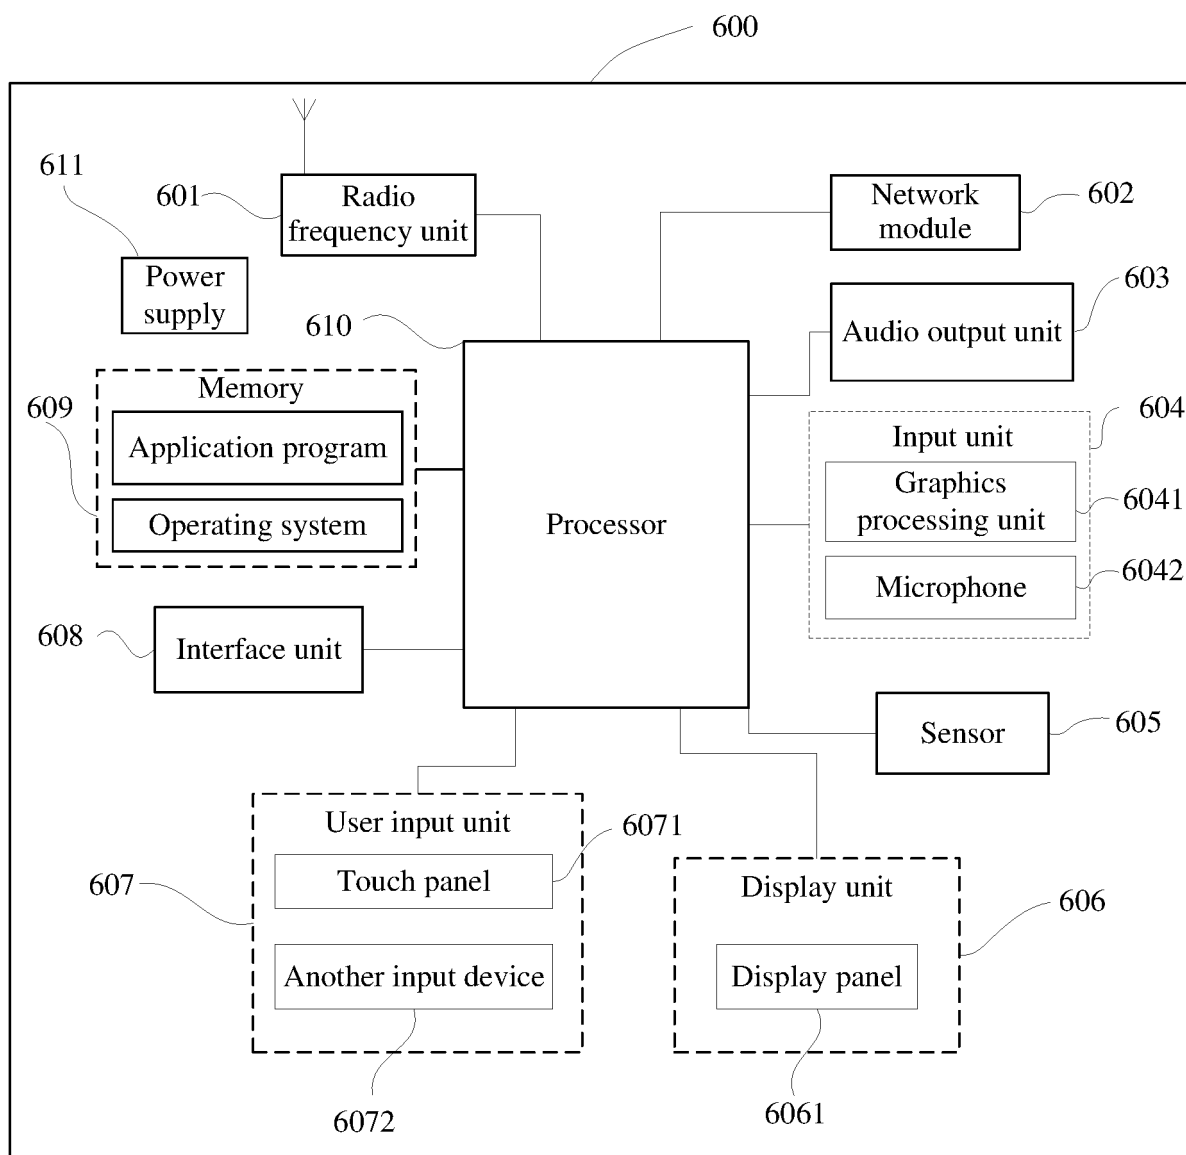 600
611
601
Radio
frequency unit
Network
module
602
Power
supply
610
603
Audio output unit
609
Memory
Application program
Operating system
Processor
604
Input unit
Graphics
processing unit
6041
Microphone
6042
608
Interface unit
Sensor
605
User input unit
6071
607
Touch panel
Another input device
6072
Display unit
606
Display panel
6061